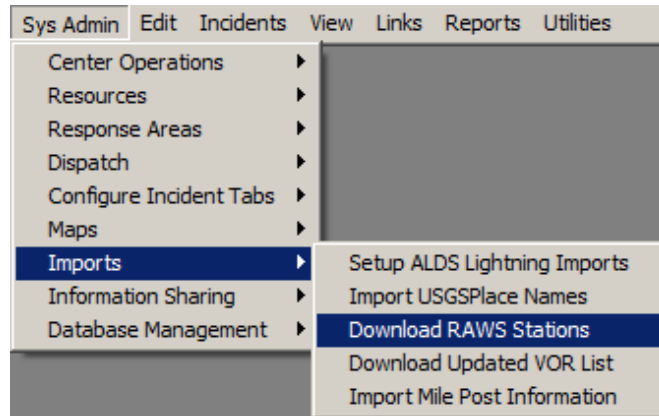 Sys Admin Edit Incidents View Links Reports Utilities
Center Operations
Resources
Response Areas
Dispatch
Configure Incident Tabs
Maps
Imports
Information Sharing
Database Management
Setup ALDS Lightning Imports
Import USGSPlace Names
Download RAWS Stations
Download Updated VOR List
Import Mile Post Information